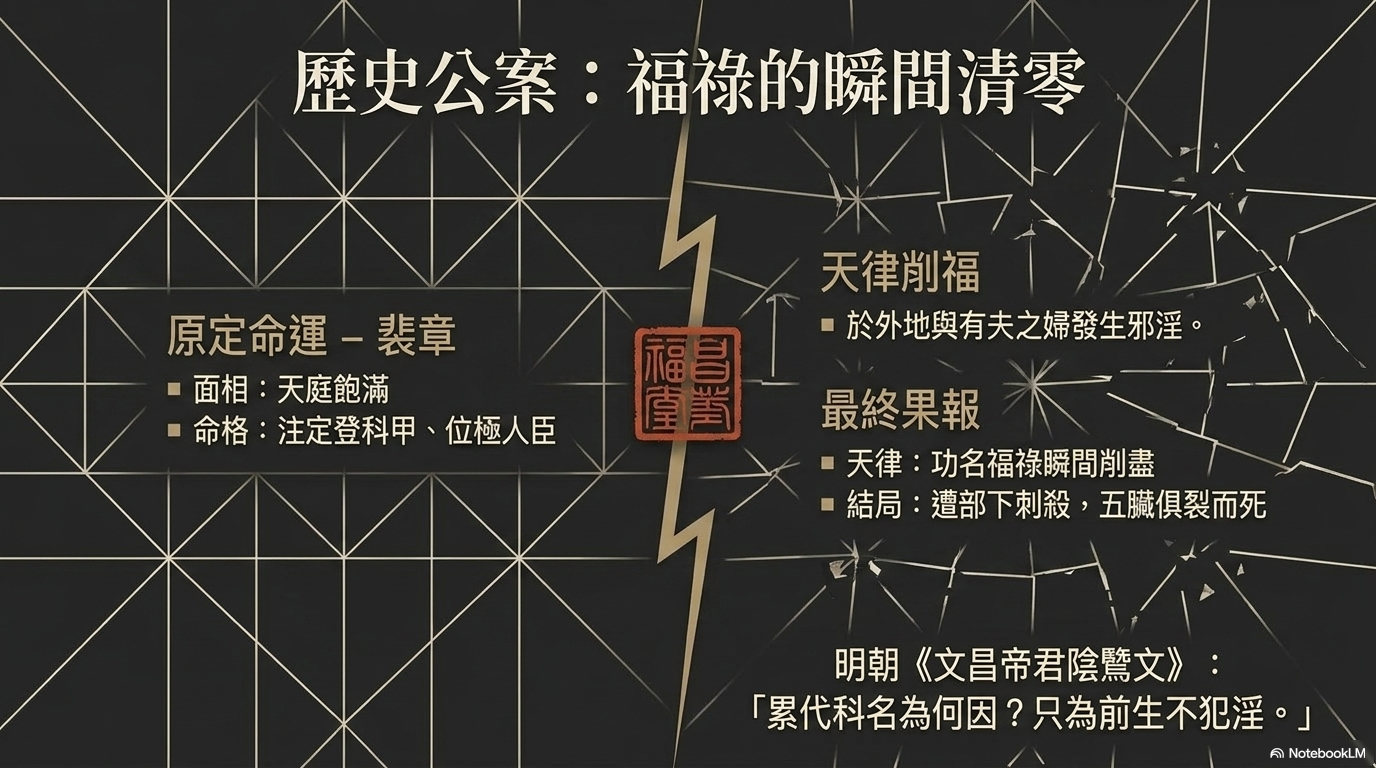 歷史公案：福祿的瞬間清零
原定命運 – 裴章
▪ 面相：天庭飽滿
▪ 命格：注定登科甲、位極人臣
天律削福
▪ 於外地與有夫之婦發生邪淫。
最終果報
▪ 天律：功名福祿瞬間削盡
▪ 結局：遭部下刺殺，五臟俱裂而死
明朝《文昌帝君陰騭文》：
「累代科名為何因？只為前生不犯淫。」
NotebookLM